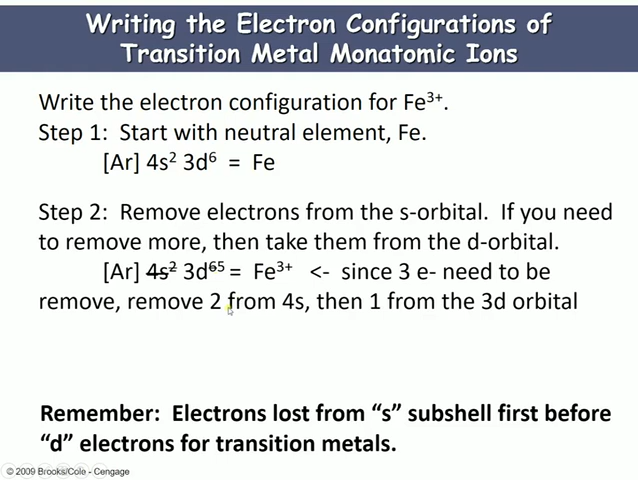 Writing the Electron Configurations of
Transition Metal Monatomic Ions
Write the electron configuration for Fe³⁺.
Step 1: Start with neutral element, Fe.
[Ar] 4s² 3d⁶ = Fe
Step 2: Remove electrons from the s-orbital. If you need
to remove more, then take them from the d-orbital.
[Ar] 4s² 3d⁶⁵ = Fe³⁺ <- since 3 e- need to be
remove, remove 2 from 4s, then 1 from the 3d orbital
Remember: Electrons lost from “s” subshell first before
“d” electrons for transition metals.
© 2009 Brooks/Cole - Cengage